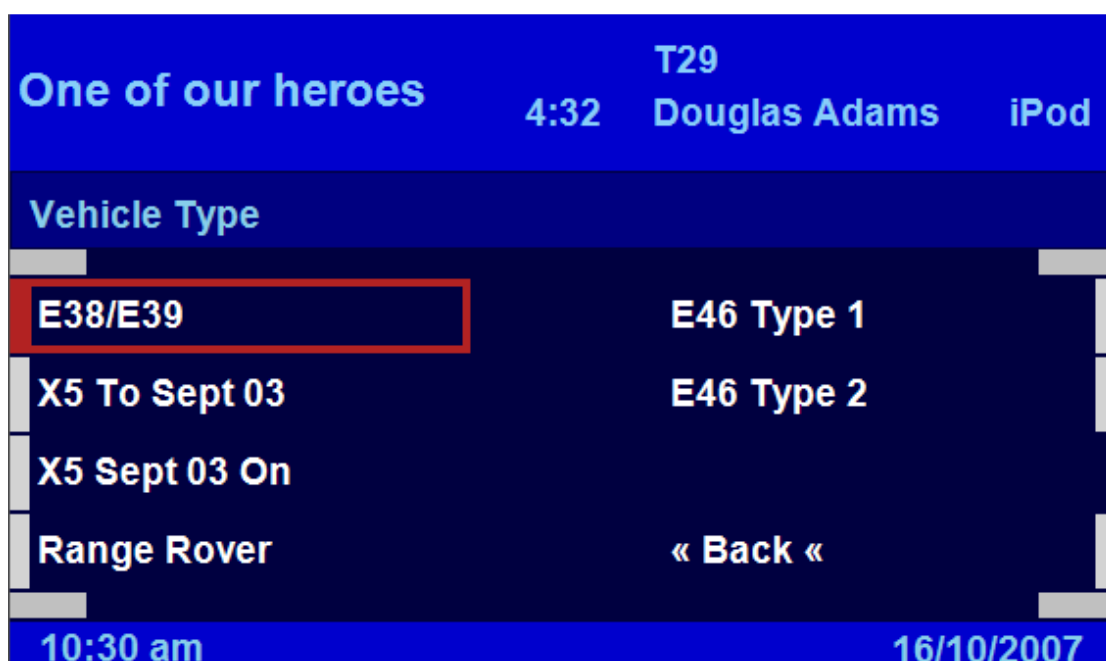 T29
One of our heroes 4:32 Douglas Adams iPod
Vehicle Type
E38/E39 E46 Type 1
X5 To Sept 03 E46 Type 2
X5 Sept 03 On
Range Rover « Back «
10:30 am 16/10/2007